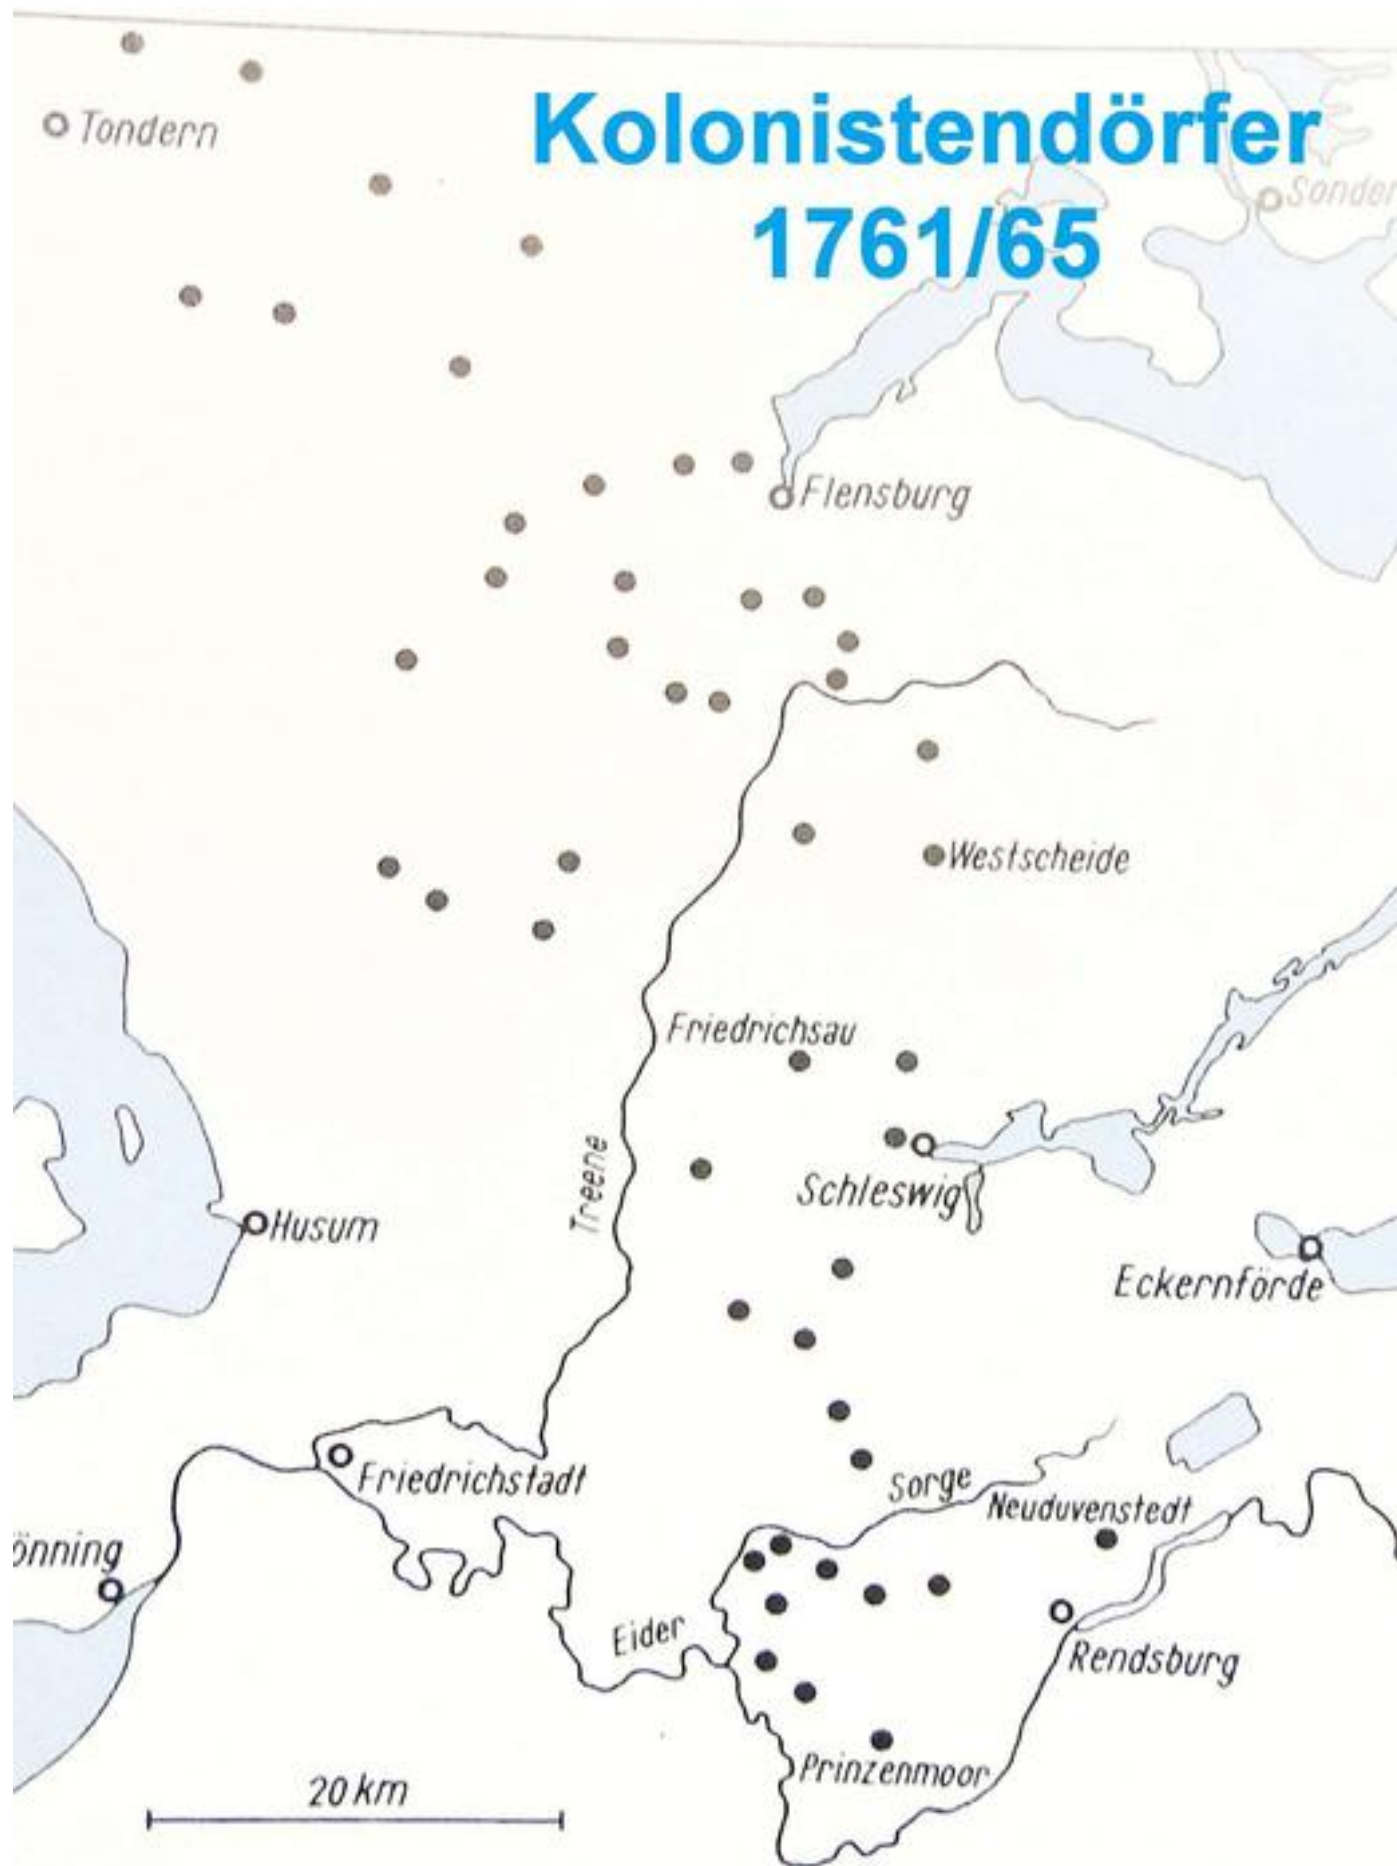 Kolonistendörfer
1761/65
Tondern
Sonder
Flensburg
Westscheide
Friedrichsau
Treene
Schleswig
Husum
Eckernförde
Friedrichstadt
Sorge
Neuduvenstedt
önning
Eider
Rendsburg
Prinzenmoor
20 km